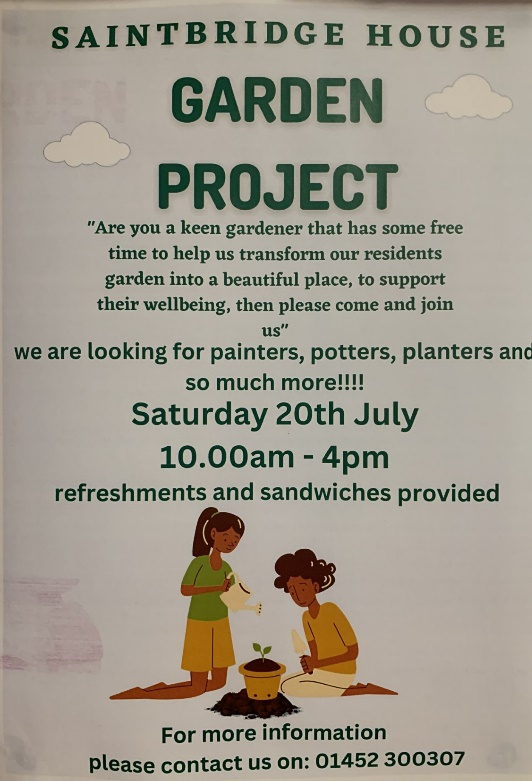 SAINTBRIDGE HOUSE
GARDEN
PROJECT
"Are you a keen gardener that has some free
time to help us transform our residents
garden into a beautiful place, to support
their wellbeing, then please come and join
us"
we are looking for painters, potters, planters and
so much more!!!!
Saturday 20th July
10.00am - 4pm
refreshments and sandwiches provided
For more information
please contact us on: 01452 300307